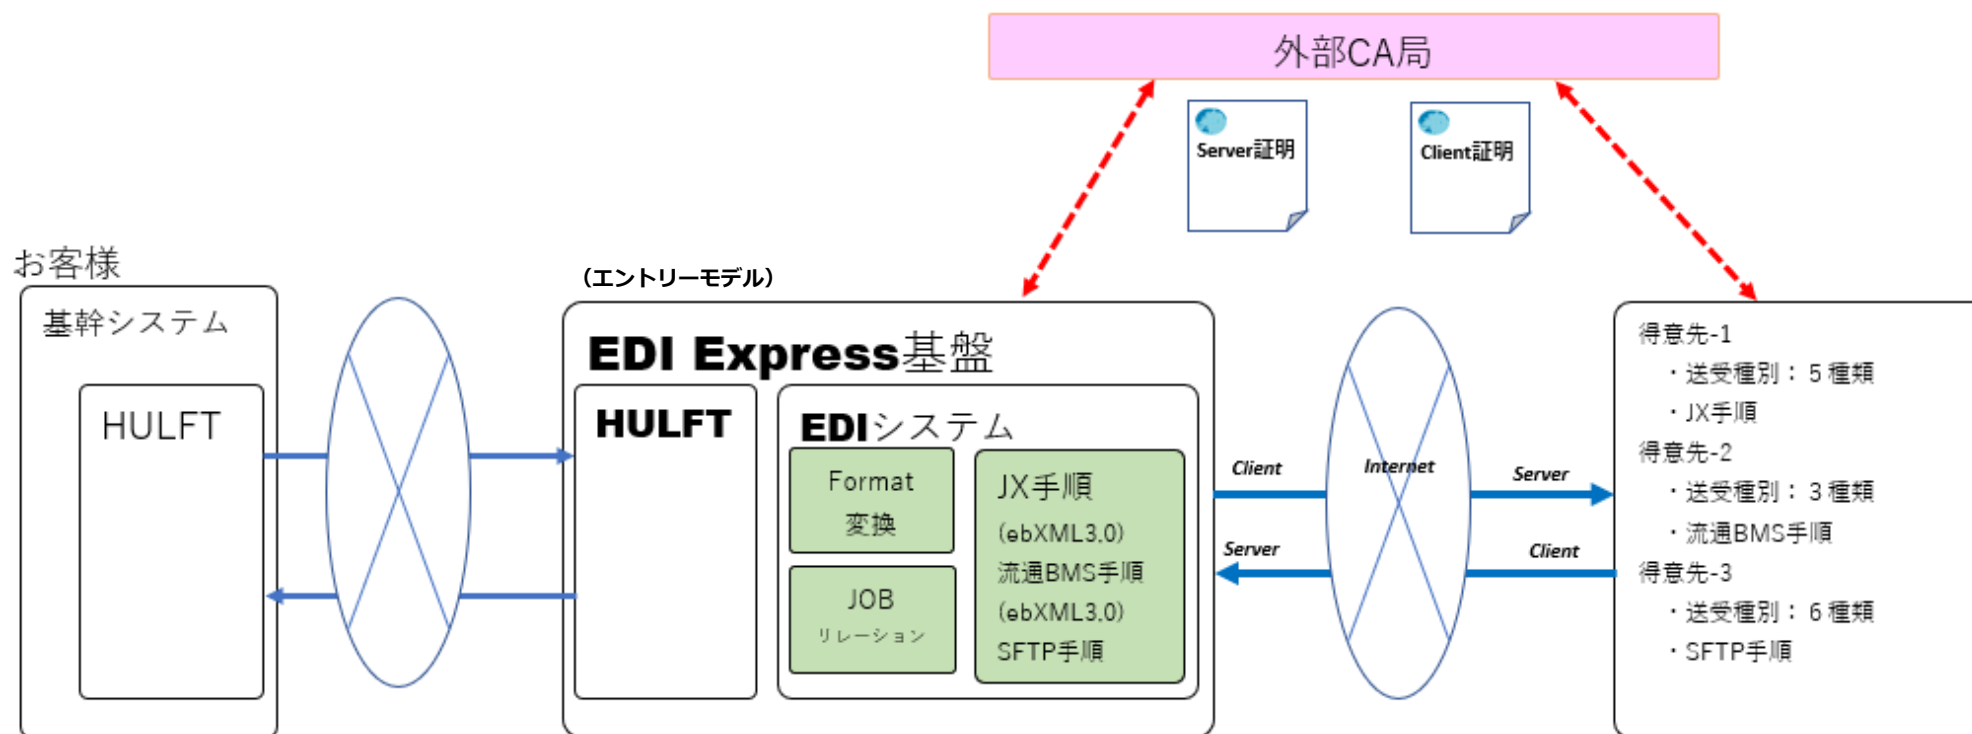 外部CA局
Server証明
Client証明
お客様
基幹システム
HULFT
（エントリーモデル）
EDI Express基盤
HULFT
EDIシステム
Format
変換
JOB
リレーション
JX手順
(ebXML3.0)
流通BMS手順
(ebXML3.0)
SFTP手順
Client
Internet
Server
Server
Client
得意先-1
・送受種別：５種類
・JX手順
得意先-2
・送受種別：３種類
・流通BMS手順
得意先-3
・送受種別：６種類
・SFTP手順